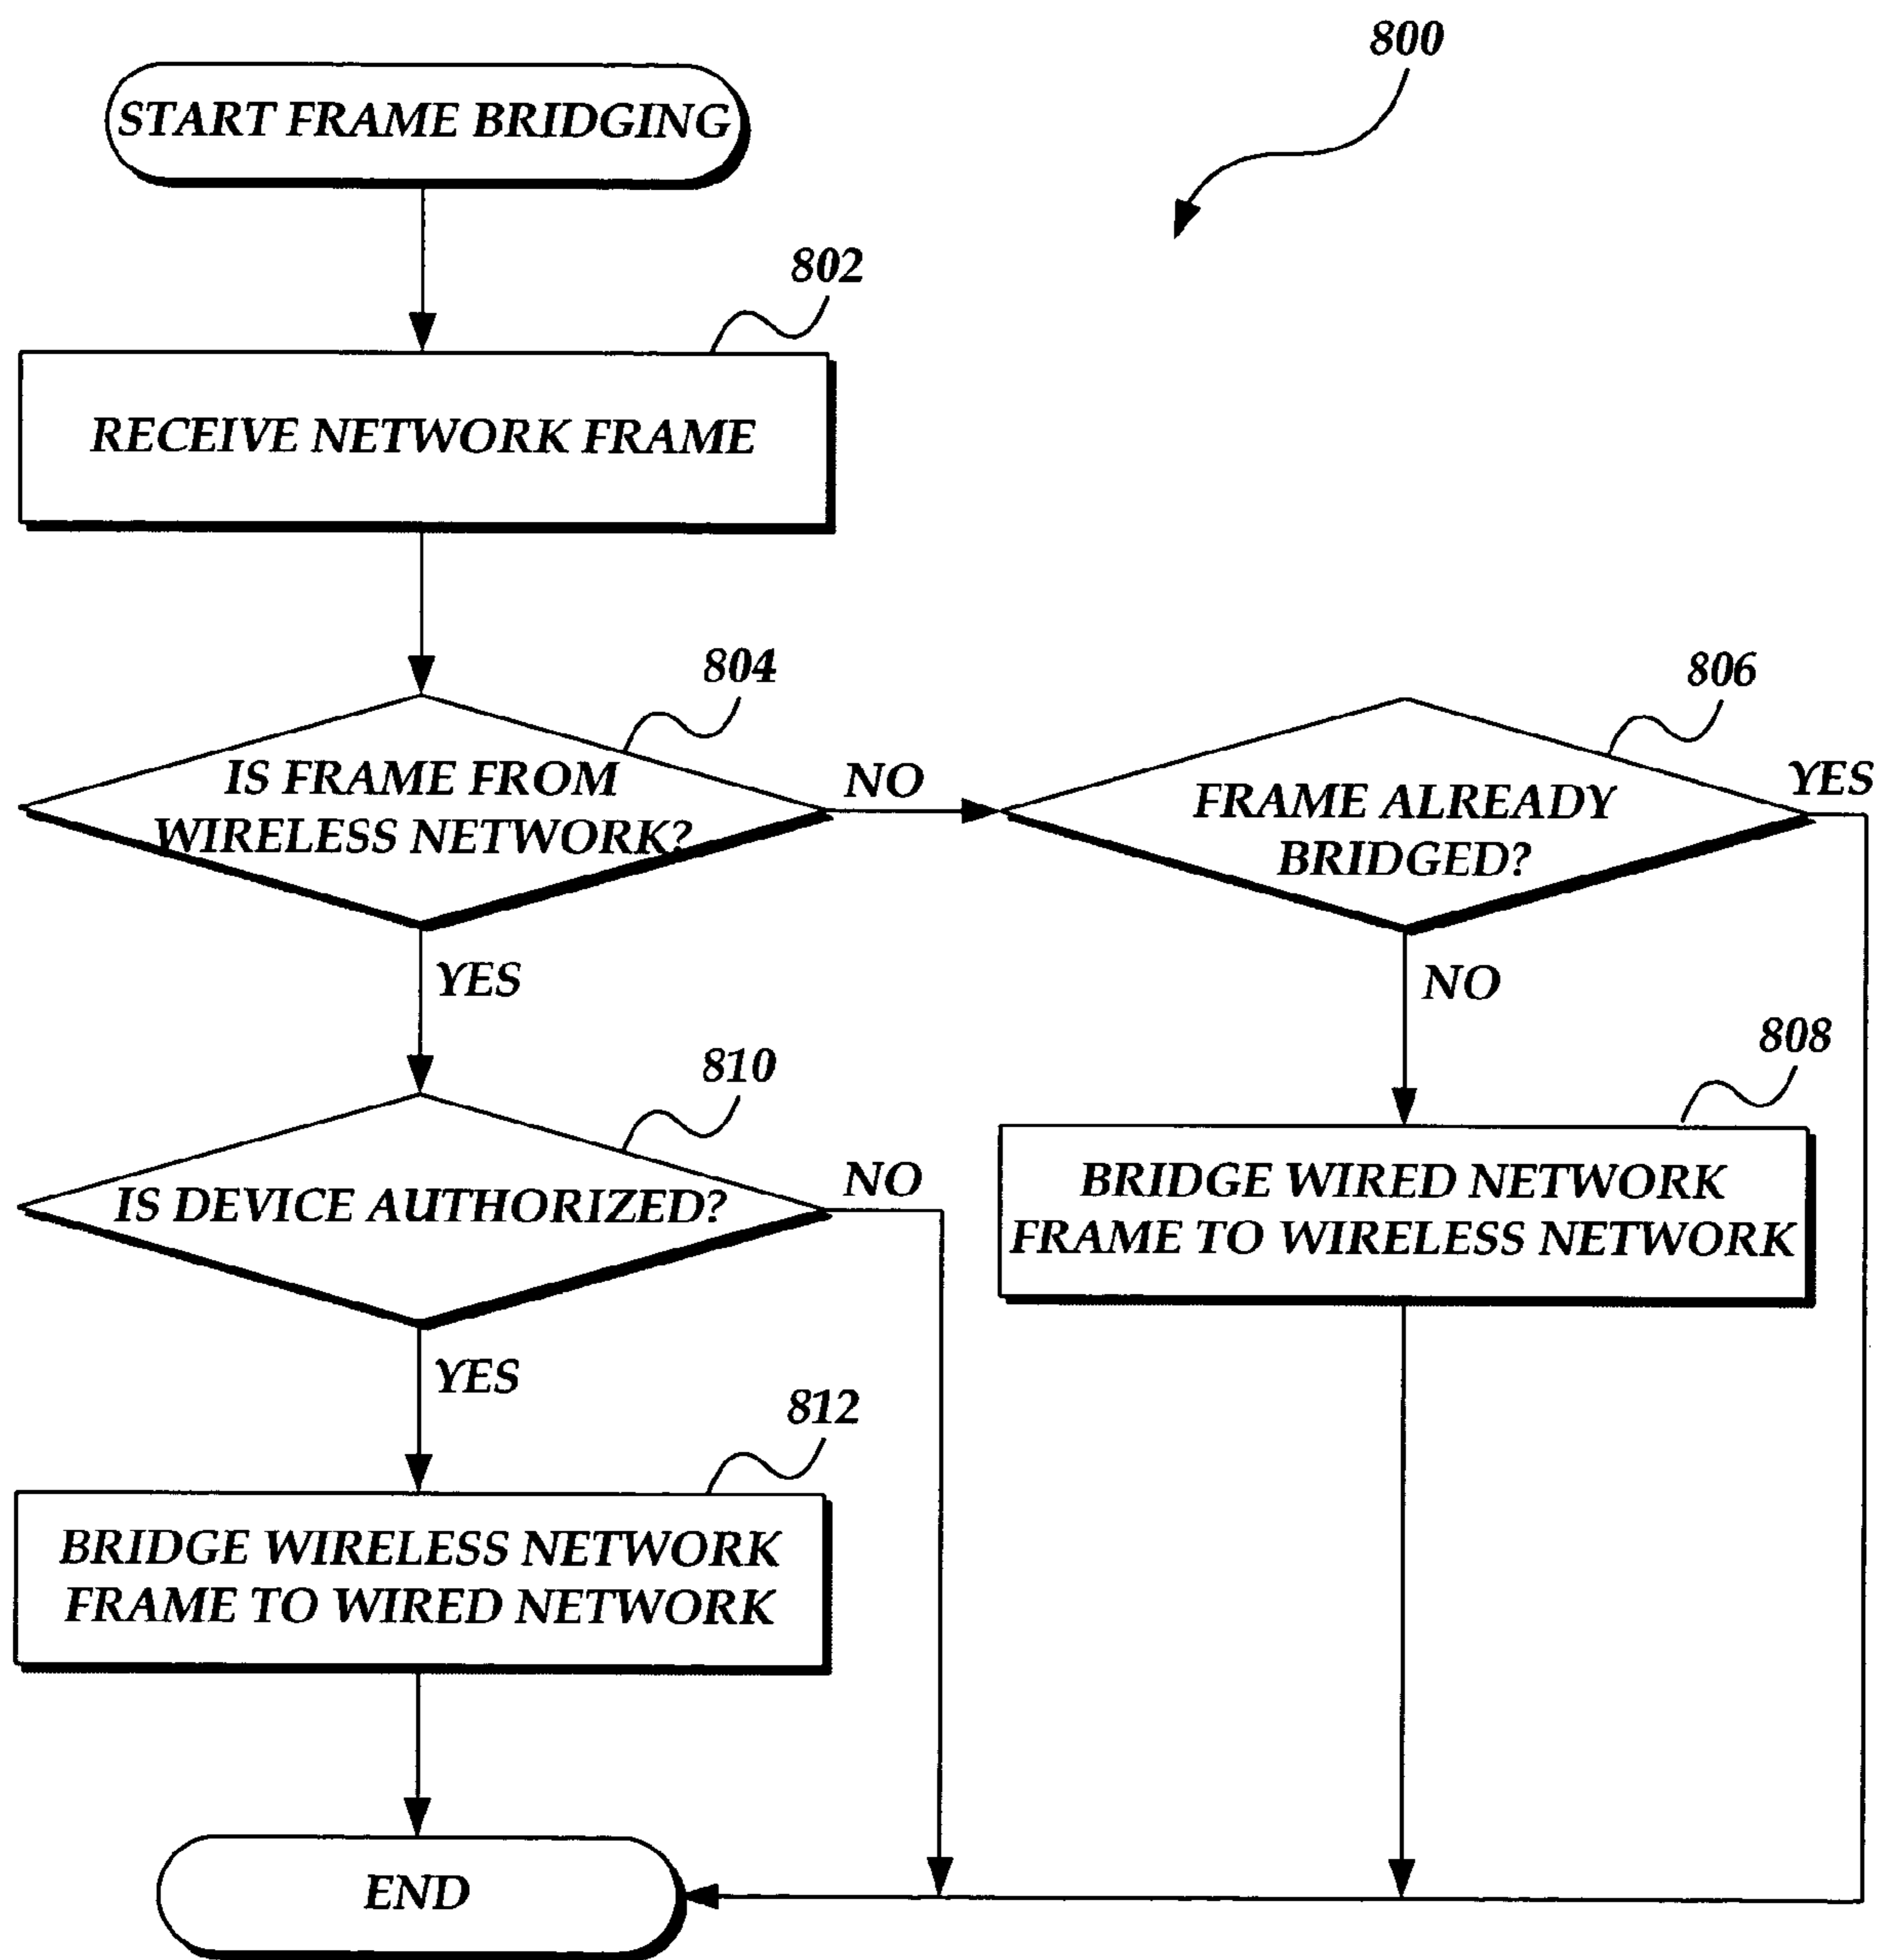 800
START FRAME BRIDGING
802
RECEIVE NETWORK FRAME
804
IS FRAME FROM
WIRELESS NETWORK?
NO
806
FRAME ALREADY
BRIDGED?
YES
YES
NO
810
IS DEVICE AUTHORIZED?
NO
808
BRIDGE WIRED NETWORK
FRAME TO WIRELESS NETWORK
YES
812
BRIDGE WIRELESS NETWORK
FRAME TO WIRED NETWORK
END